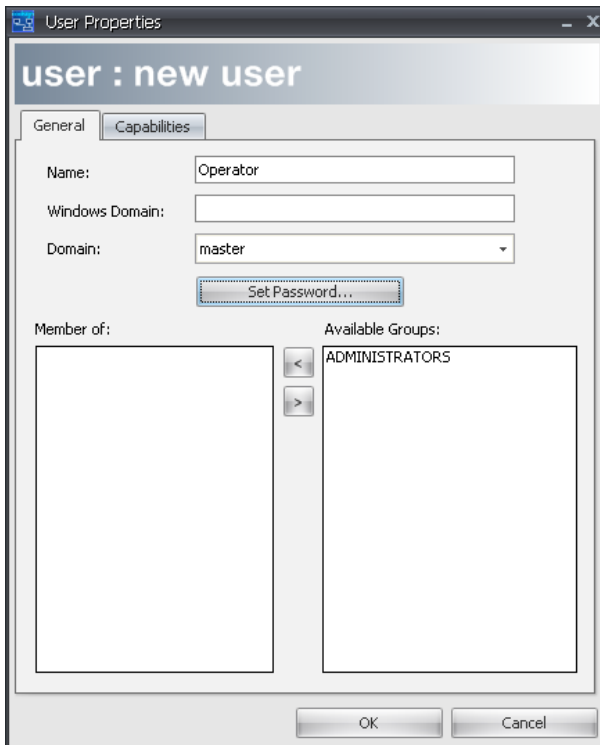 User Properties
user : new user
General
Capabilities
Name:
Operator
Windows Domain:
Domain:
master
Set Password...
Member of:
Available Groups:
<
ADMINISTRATORS
>
OK
Cancel